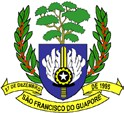 27 DE DEZEMBRO
DE 1995
SÃO FRANCISCO DO GUAPORÉ